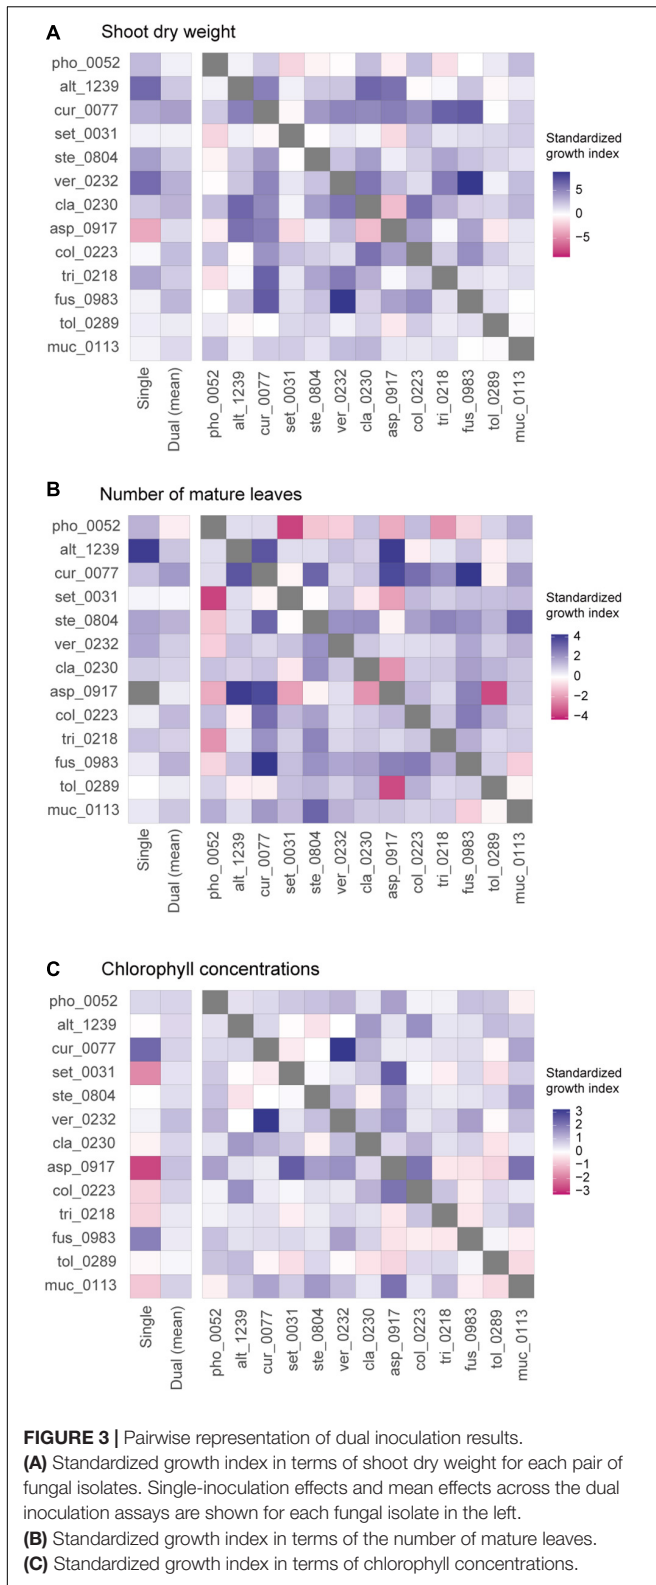 A Shoot dry weight
pho_0052
alt_1239
cur_0077
set_0031
ste_0804
ver_0232
cla_0230
asp_0917
col_0223
tri_0218
fus_0983
tol_0289
muc_0113
Single
Dual (mean)
pho_0052
alt_1239
cur_0077
set_0031
ste_0804
ver_0232
cla_0230
asp_0917
col_0223
tri_0218
fus_0983
tol_0289
muc_0113
Standardized
growth index
5
0
−5
B Number of mature leaves
pho_0052
alt_1239
cur_0077
set_0031
ste_0804
ver_0232
cla_0230
asp_0917
col_0223
tri_0218
fus_0983
tol_0289
muc_0113
Single
Dual (mean)
pho_0052
alt_1239
cur_0077
set_0031
ste_0804
ver_0232
cla_0230
asp_0917
col_0223
tri_0218
fus_0983
tol_0289
muc_0113
Standardized
growth index
4
2
0
−2
−4
C Chlorophyll concentrations
pho_0052
alt_1239
cur_0077
set_0031
ste_0804
ver_0232
cla_0230
asp_0917
col_0223
tri_0218
fus_0983
tol_0289
muc_0113
Single
Dual (mean)
pho_0052
alt_1239
cur_0077
set_0031
ste_0804
ver_0232
cla_0230
asp_0917
col_0223
tri_0218
fus_0983
tol_0289
muc_0113
Standardized
growth index
3
2
1
0
−1
−2
−3
FIGURE 3 | Pairwise representation of dual inoculation results.
(A) Standardized growth index in terms of shoot dry weight for each pair of
fungal isolates. Single-inoculation effects and mean effects across the dual
inoculation assays are shown for each fungal isolate in the left.
(B) Standardized growth index in terms of the number of mature leaves.
(C) Standardized growth index in terms of chlorophyll concentrations.